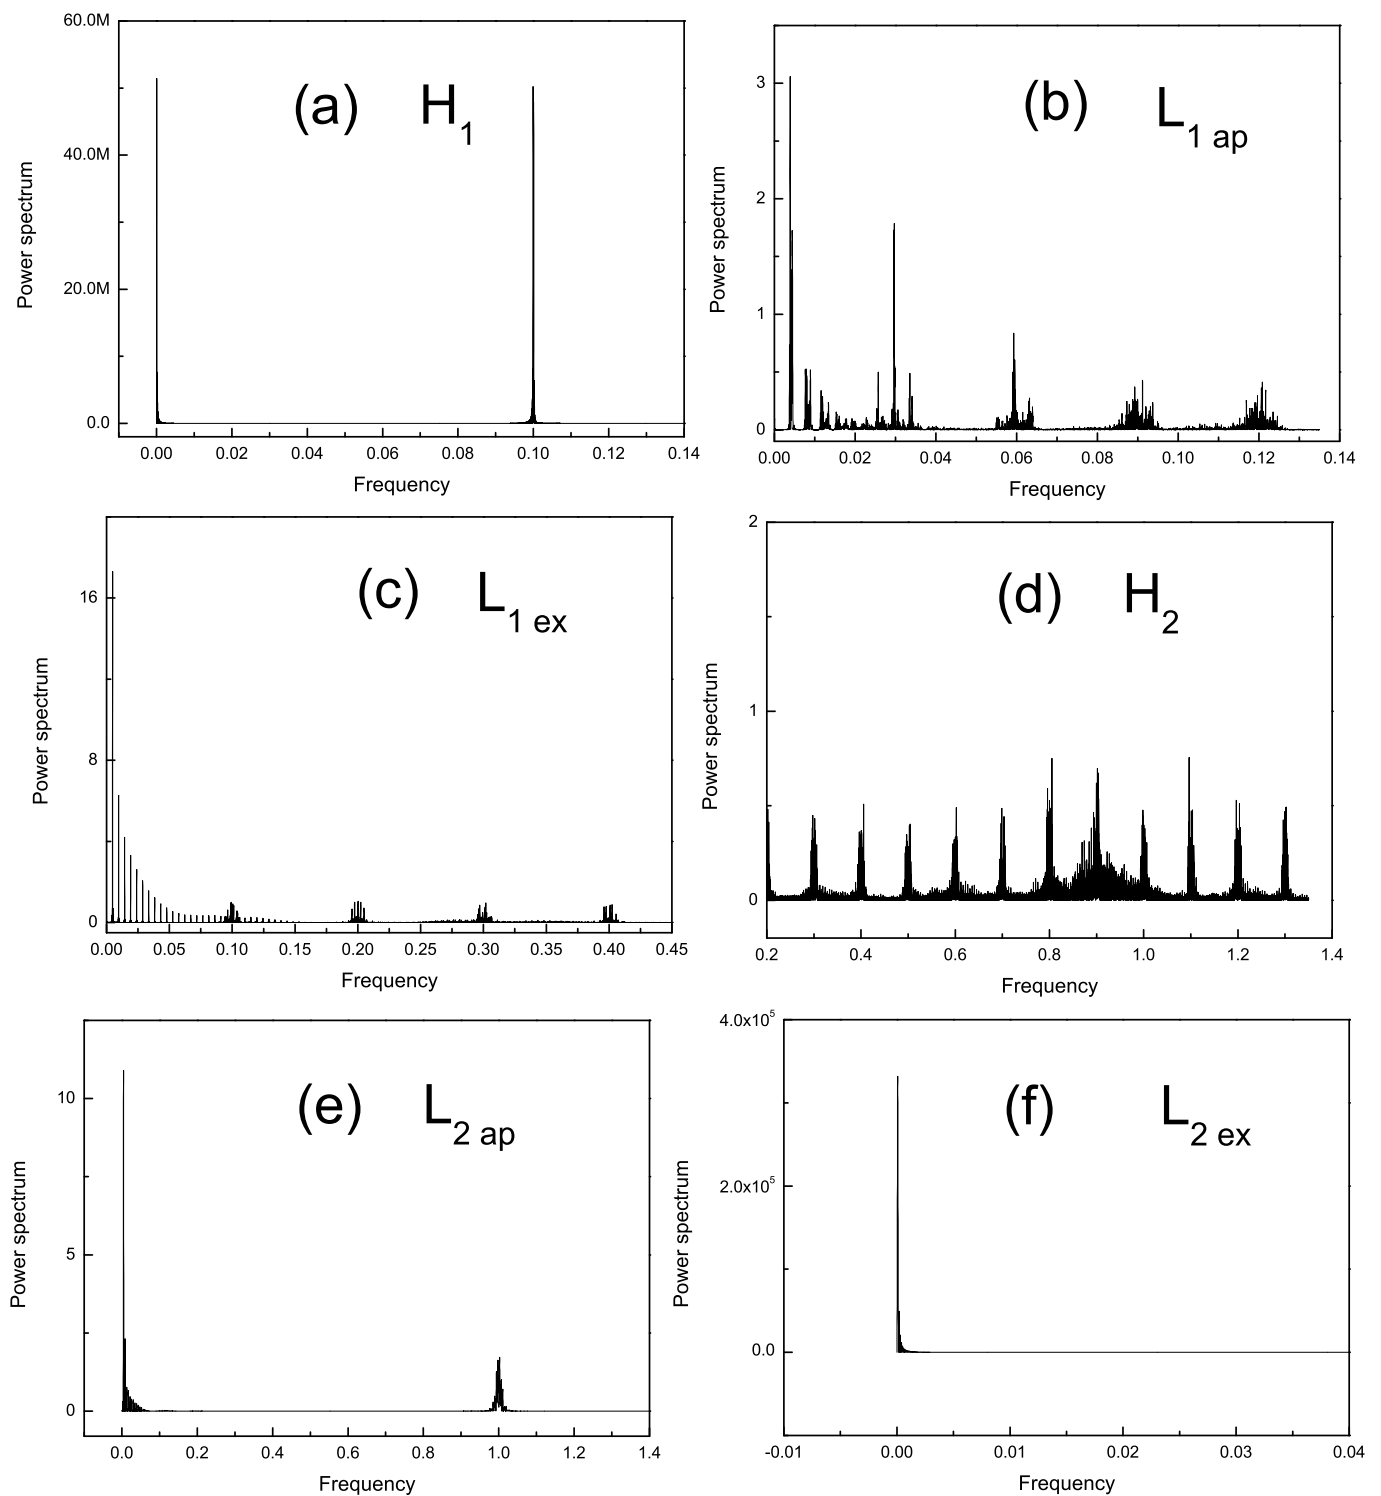 60.0M
40.0M
20.0M
0.0
Power spectrum
(a) H1
0.00 0.02 0.04 0.06 0.08 0.10 0.12 0.14
Frequency
3
2
1
0
Power spectrum
(b) L1 ap
0.00 0.02 0.04 0.06 0.08 0.10 0.12 0.14
Frequency
16
8
0
Power spectrum
(c) L1 ex
0.00 0.05 0.10 0.15 0.20 0.25 0.30 0.35 0.40 0.45
Frequency
2
1
0
Power spectrum
(d) H2
0.2 0.4 0.6 0.8 1.0 1.2 1.4
Frequency
10
5
0
Power spectrum
(e) L2 ap
0.0 0.2 0.4 0.6 0.8 1.0 1.2 1.4
Frequency
4.0x10⁵
2.0x10⁵
0.0
Power spectrum
(f) L2 ex
-0.01 0.00 0.01 0.02 0.03 0.04
Frequency